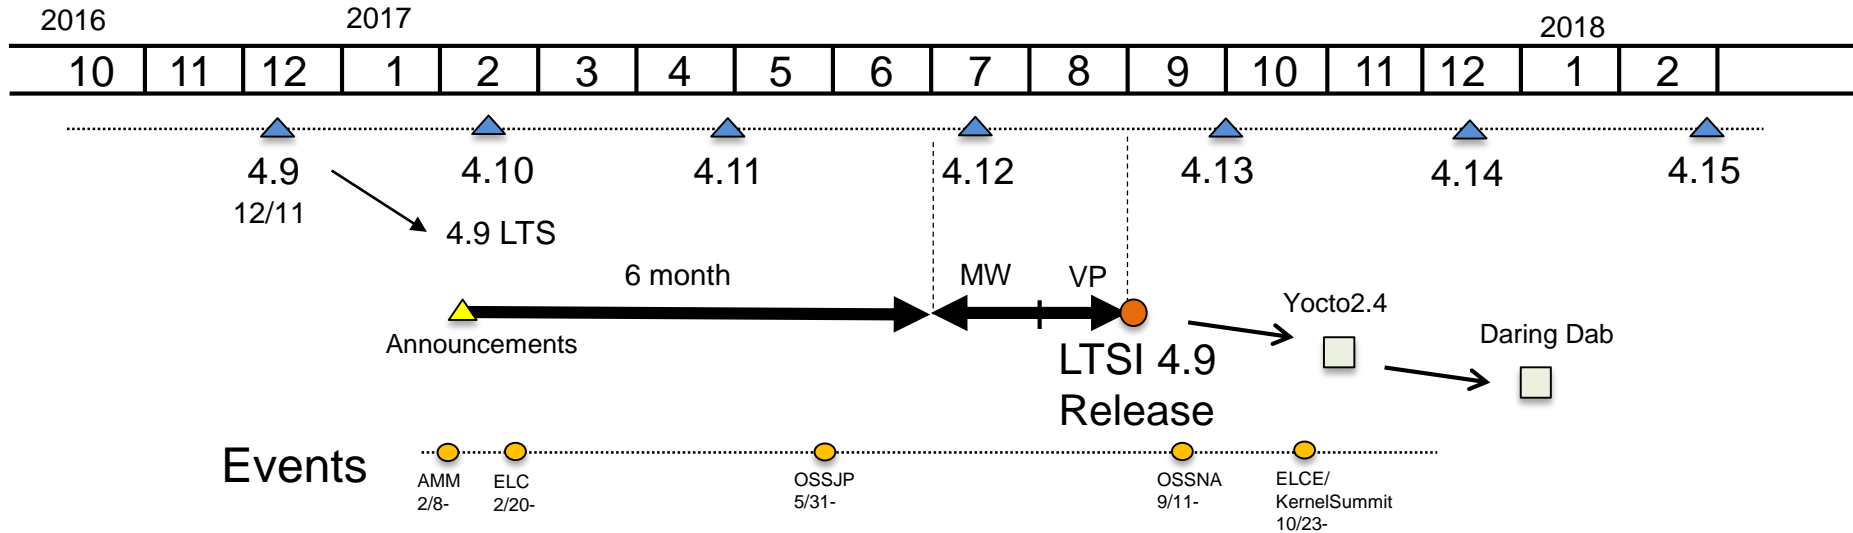 2016
2017
2018
10 11 12 1 2 3 4 5 6 7 8 9 10 11 12 1 2
4.9
12/11
4.10
4.11
4.12
4.13
4.14
4.15
4.9 LTS
6 month
MW
VP
Announcements
LTSI 4.9
Release
Yocto2.4
Daring Dab
Events
AMM
2/8-
ELC
2/20-
OSSJP
5/31-
OSSNA
9/11-
ELCE/
KernelSummit
10/23-